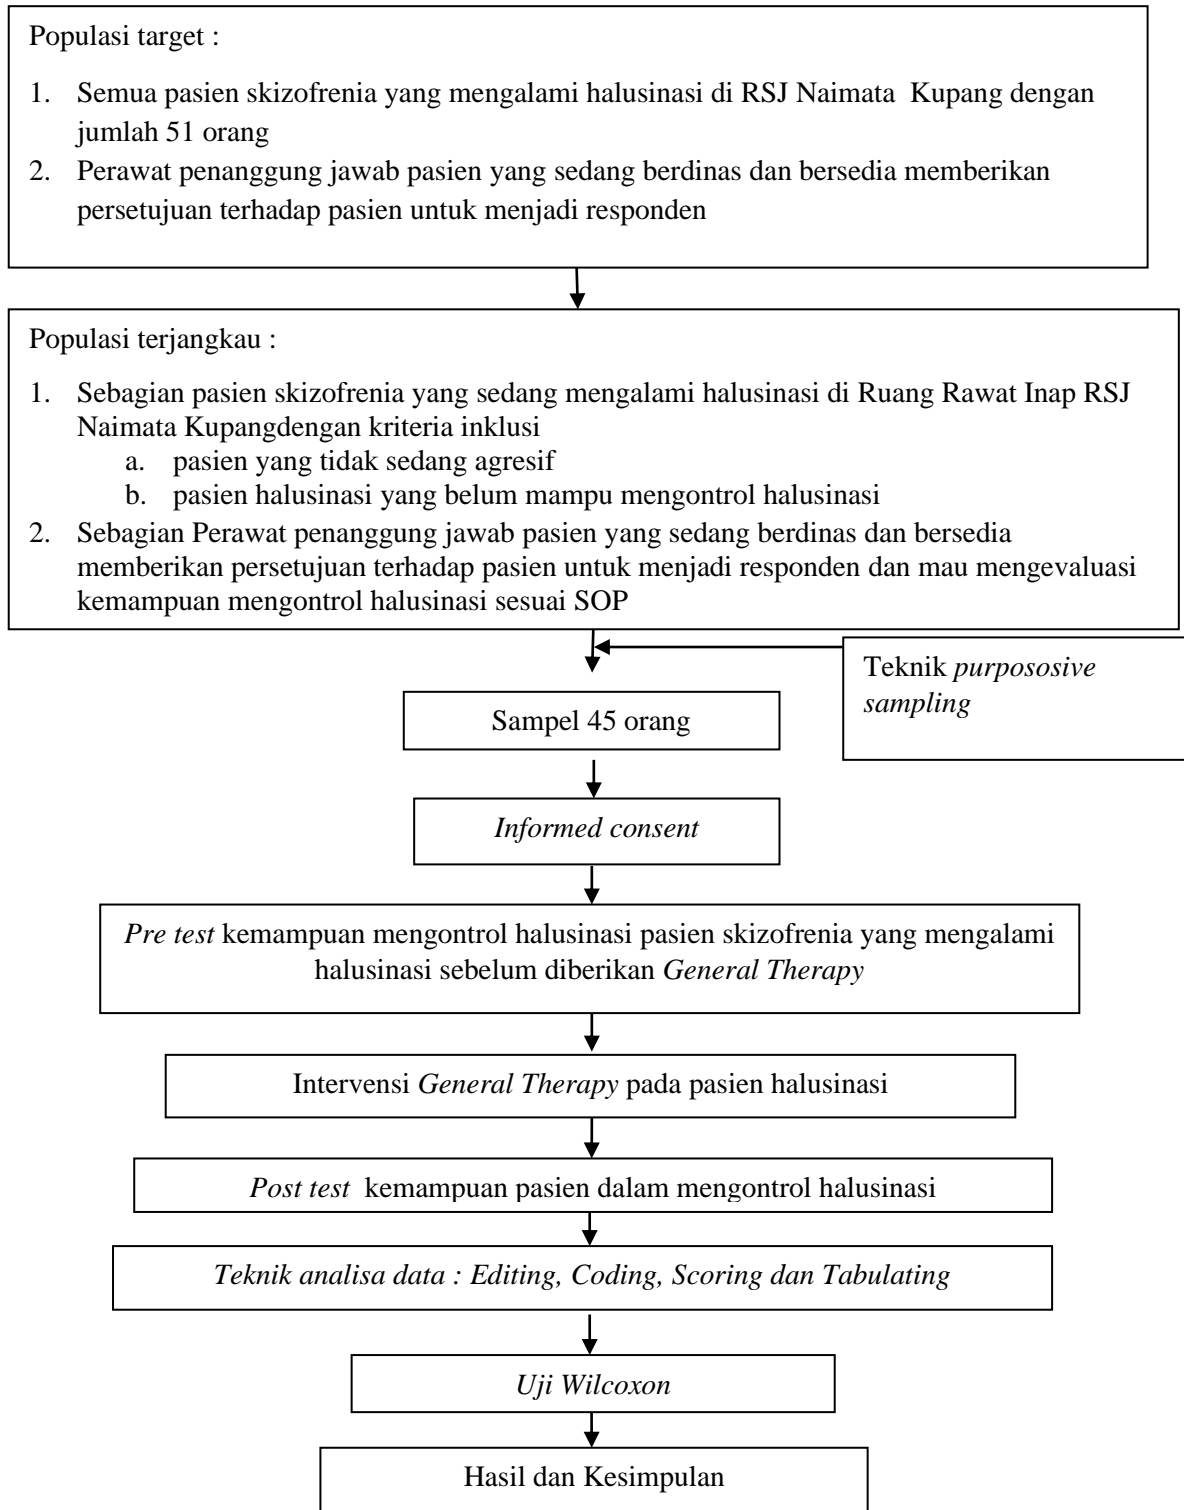 Populasi target :
1. Semua pasien skizofrenia yang mengalami halusinasi di RSJ Naimata Kupang dengan
jumlah 51 orang
2. Perawat penanggung jawab pasien yang sedang berdinas dan bersedia memberikan
persetujuan terhadap pasien untuk menjadi responden
Populasi terjangkau :
1. Sebagian pasien skizofrenia yang sedang mengalami halusinasi di Ruang Rawat Inap RSJ
Naimata Kupangdengan kriteria inklusi
a. pasien yang tidak sedang agresif
b. pasien halusinasi yang belum mampu mengontrol halusinasi
2. Sebagian Perawat penanggung jawab pasien yang sedang berdinas dan bersedia
memberikan persetujuan terhadap pasien untuk menjadi responden dan mau mengevaluasi
kemampuan mengontrol halusinasi sesuai SOP
Teknik purpososive
sampling
Sampel 45 orang
Informed consent
Pre test kemampuan mengontrol halusinasi pasien skizofrenia yang mengalami
halusinasi sebelum diberikan General Therapy
Intervensi General Therapy pada pasien halusinasi
Post test kemampuan pasien dalam mengontrol halusinasi
Teknik analisa data : Editing, Coding, Scoring dan Tabulating
Uji Wilcoxon
Hasil dan Kesimpulan